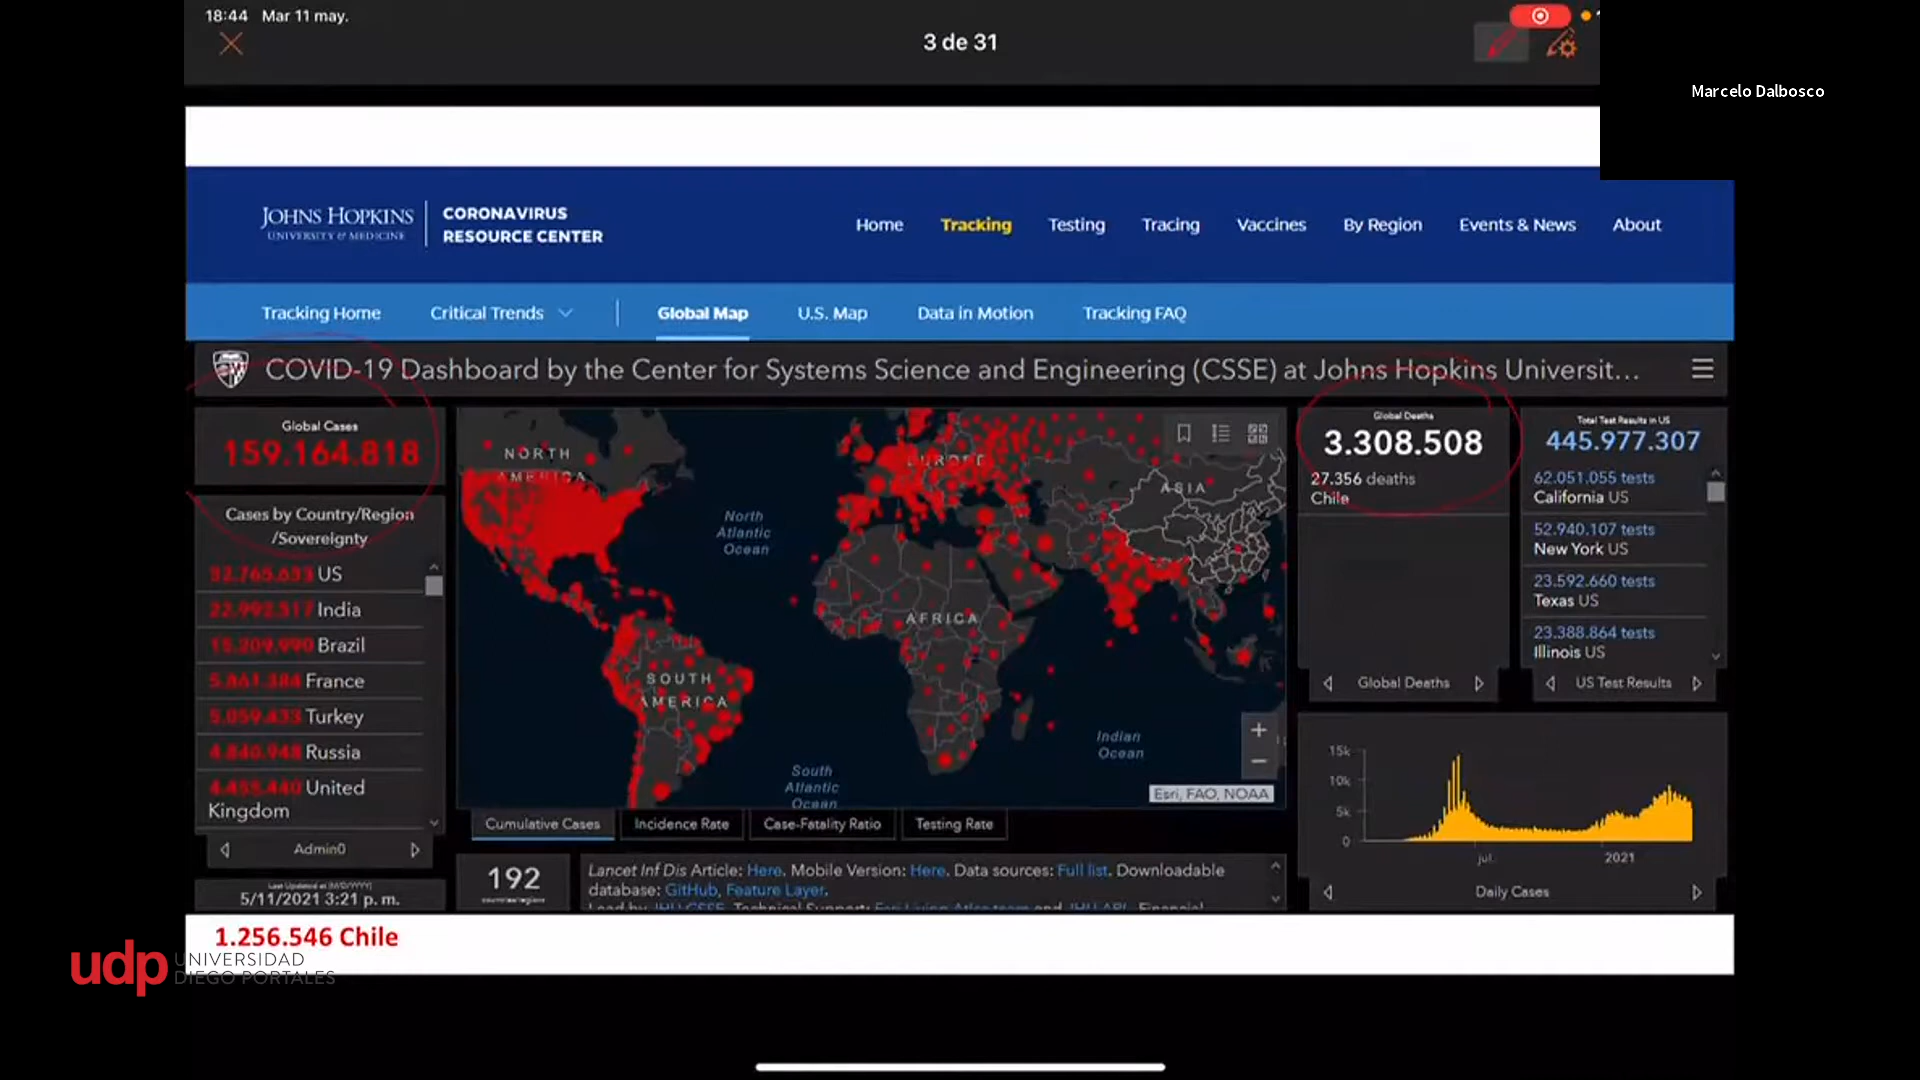 18:44 Mar 11 may.
3 de 31
Marcelo Dalbosco
JOHNS HOPKINS
UNIVERSITY & MEDICINE
CORONAVIRUS
RESOURCE CENTER
Home Tracking Testing Tracing Vaccines By Region Events & News About
Tracking Home Critical Trends Global Map U.S. Map Data in Motion Tracking FAQ
COVID-19 Dashboard by the Center for Systems Science and Engineering (CSSE) at Johns Hopkins Universit...
Global Cases
159.164.818
Cases by Country/Region
/Sovereignty
US
India
Brazil
France
Turkey
Russia
United
Kingdom
Admin0
5/11/2021 3:21 p. m.
NORTH
AMERICA
EUROPE
ASIA
North
Atlantic
Ocean
AFRICA
SOUTH
AMERICA
Indian
Ocean
South
Atlantic
Ocean
+
−
Esri, FAO, NOAA
Cumulative Cases Incidence Rate Case-Fatality Ratio Testing Rate
192
Lancet Inf Dis Article: Here. Mobile Version: Here. Data sources: Full list. Downloadable
database: GitHub, Feature Layer.
Global Deaths
3.308.508
27.356 deaths
Chile
Global Deaths
Total Test Results in US
445.977.307
62.051.055 tests
California US
52.940.107 tests
New York US
23.592.660 tests
Texas US
23.388.864 tests
Illinois US
US Test Results
15k
10k
5k
0
jul.
2021
Daily Cases
1.256.546 Chile
udp UNIVERSIDAD
DIEGO PORTALES